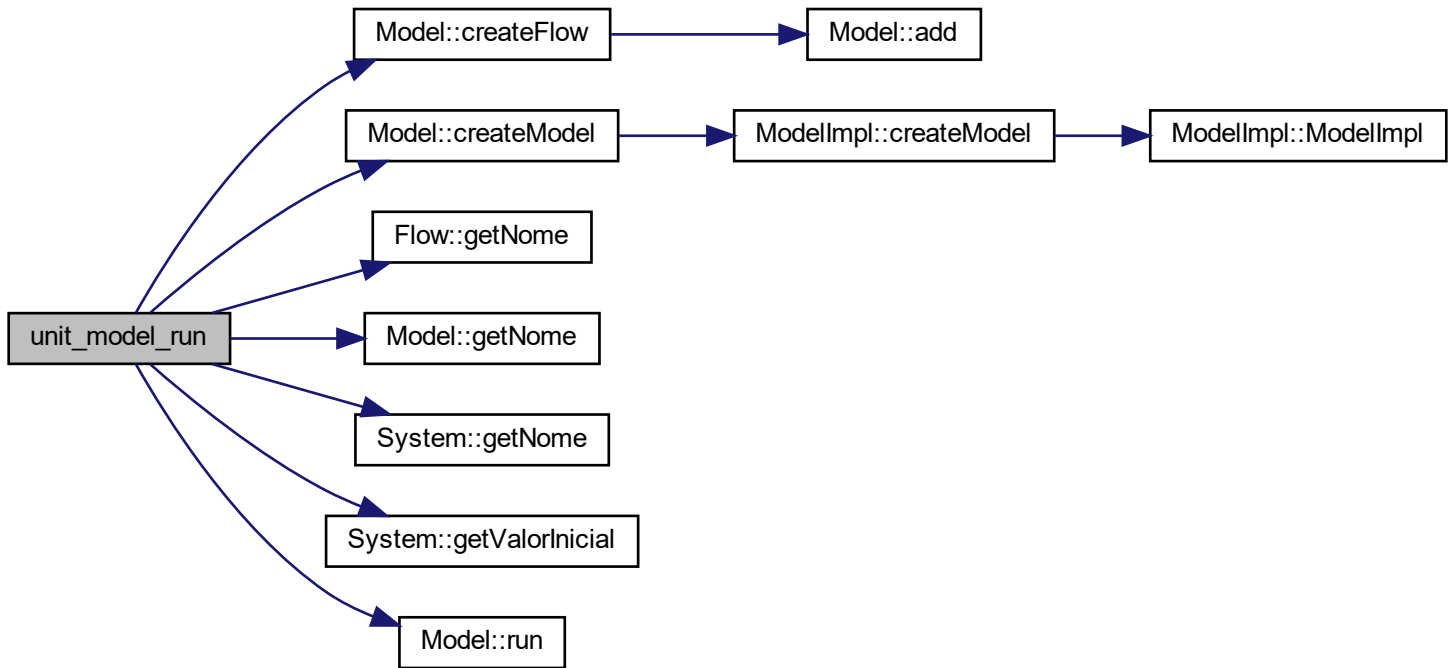 Model::createFlow
Model::add
Model::createModel
ModelImpl::createModel
ModelImpl::ModelImpl
Flow::getNome
unit_model_run
Model::getNome
System::getNome
System::getValorInicial
Model::run